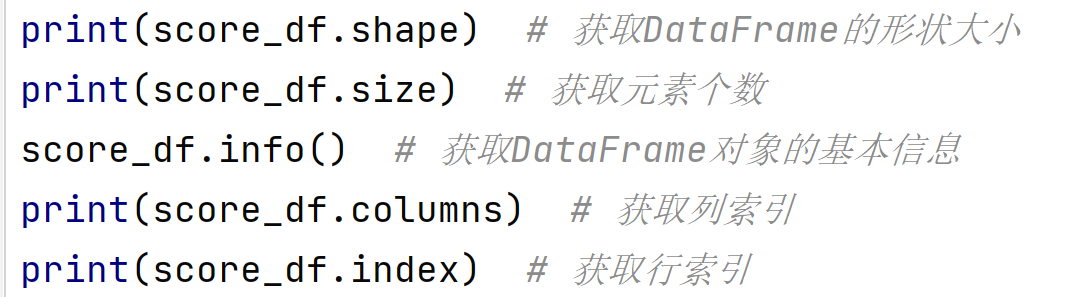 print(score_df.shape)  # 获取DataFrame的形状大小
print(score_df.size)  # 获取元素个数
score_df.info()  # 获取DataFrame对象的基本信息
print(score_df.columns)  # 获取列索引
print(score_df.index)  # 获取行索引